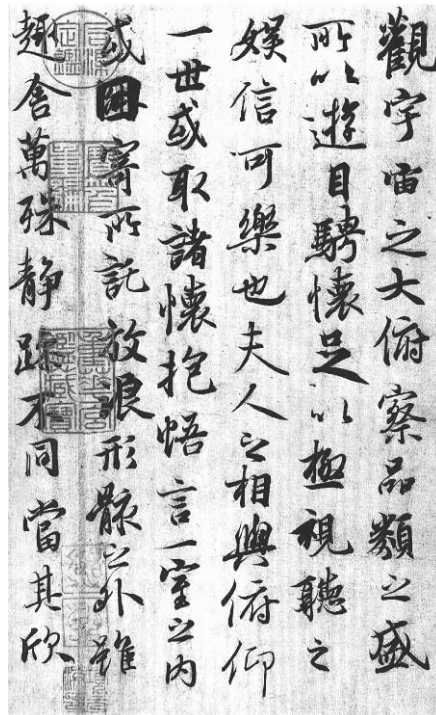 觀宇宙之大俯察品類之盛
所以遊目騁懷足以極視聽之
娛信可樂也夫人之相與俯仰
一世或取諸懷抱悟言一室之內
或因寄所託放浪形骸之外雖
趣舍萬殊静躁不同當其欣